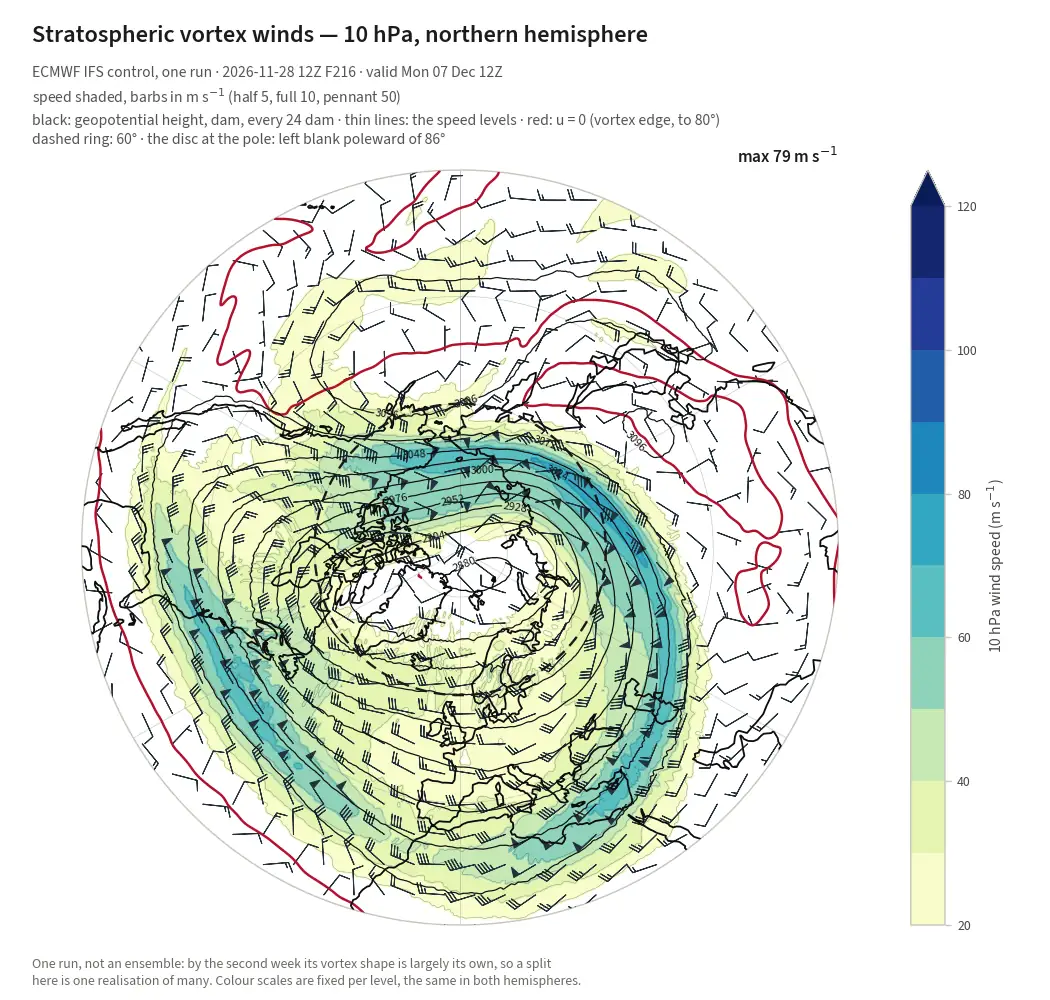 Stratospheric vortex winds — 10 hPa, northern hemisphere
ECMWF IFS control, one run · 2026-11-28 12Z F216 · valid Mon 07 Dec 12Z
speed shaded, barbs in m s⁻¹ (half 5, full 10, pennant 50)
black: geopotential height, dam, every 24 dam · thin lines: the speed levels · red: u = 0 (vortex edge, to 80°)
dashed ring: 60° · the disc at the pole: left blank poleward of 86°
max 79 m s⁻¹
120
100
80
60
40
20
10 hPa wind speed (m s⁻¹)
3096
3048
3000
2976
2952
2928
2880
One run, not an ensemble: by the second week its vortex shape is largely its own, so a split
here is one realisation of many. Colour scales are fixed per level, the same in both hemispheres.